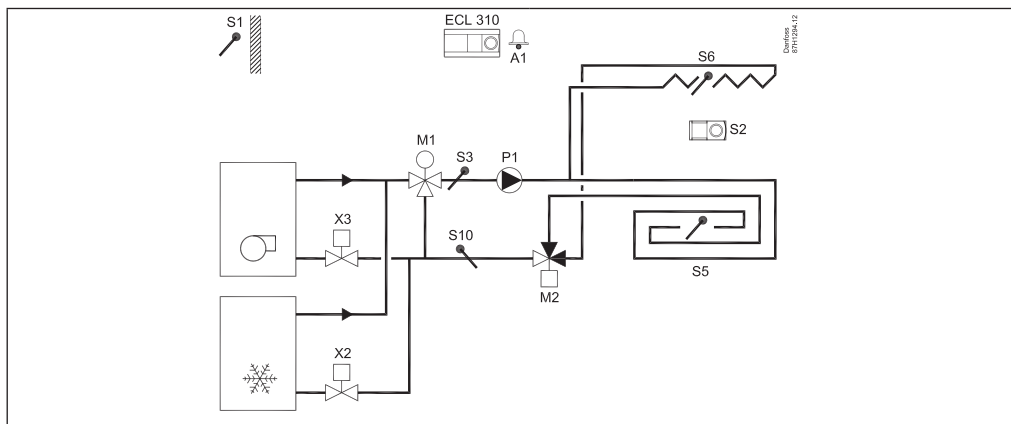 S1
ECL 310
A1
Danfoss
87H1294.12
S6
S2
M1
S3
P1
X3
S10
M2
S5
X2